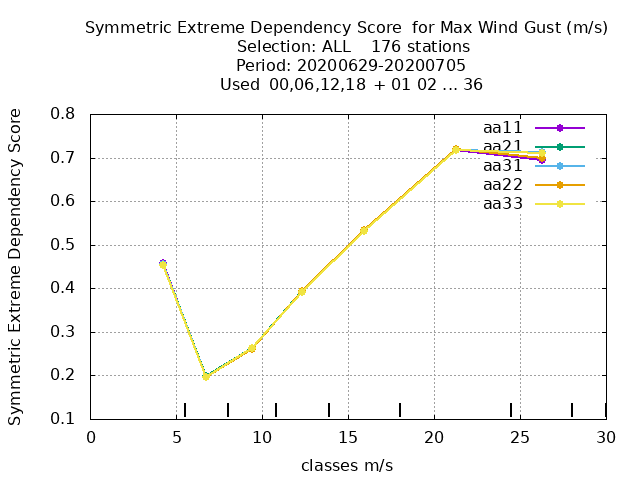 Symmetric Extreme Dependency Score for Max Wind Gust (m/s)
Selection: ALL 176 stations
Period: 20200629-20200705
Used 00,06,12,18 + 01 02 ... 36
Symmetric Extreme Dependency Score
0.8
0.7
0.6
0.5
0.4
0.3
0.2
0.1
aa11
aa21
aa31
aa22
aa33
0 5 10 15 20 25 30
classes m/s